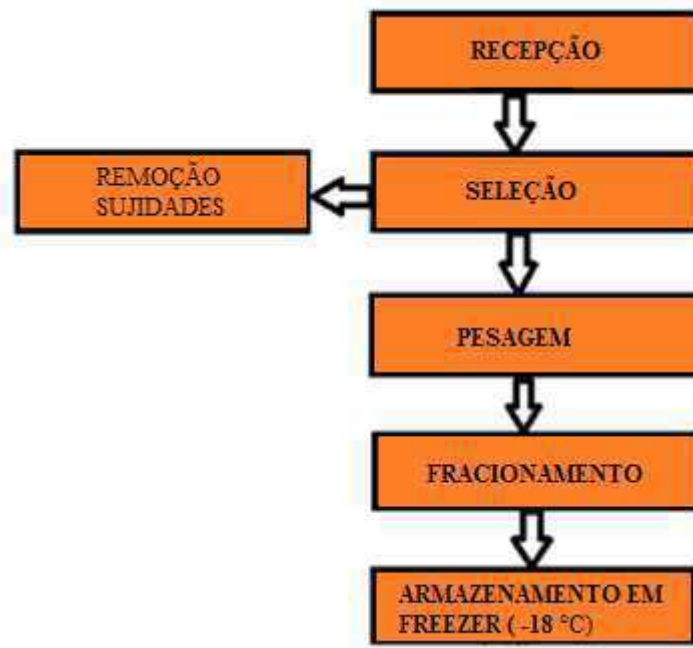 RECEPÇÃO
REMOÇÃO
SUJIDADES
SELEÇÃO
PESAGEM
FRACIONAMENTO
ARMAZENAMENTO EM
FREEZER ( -18 °C)